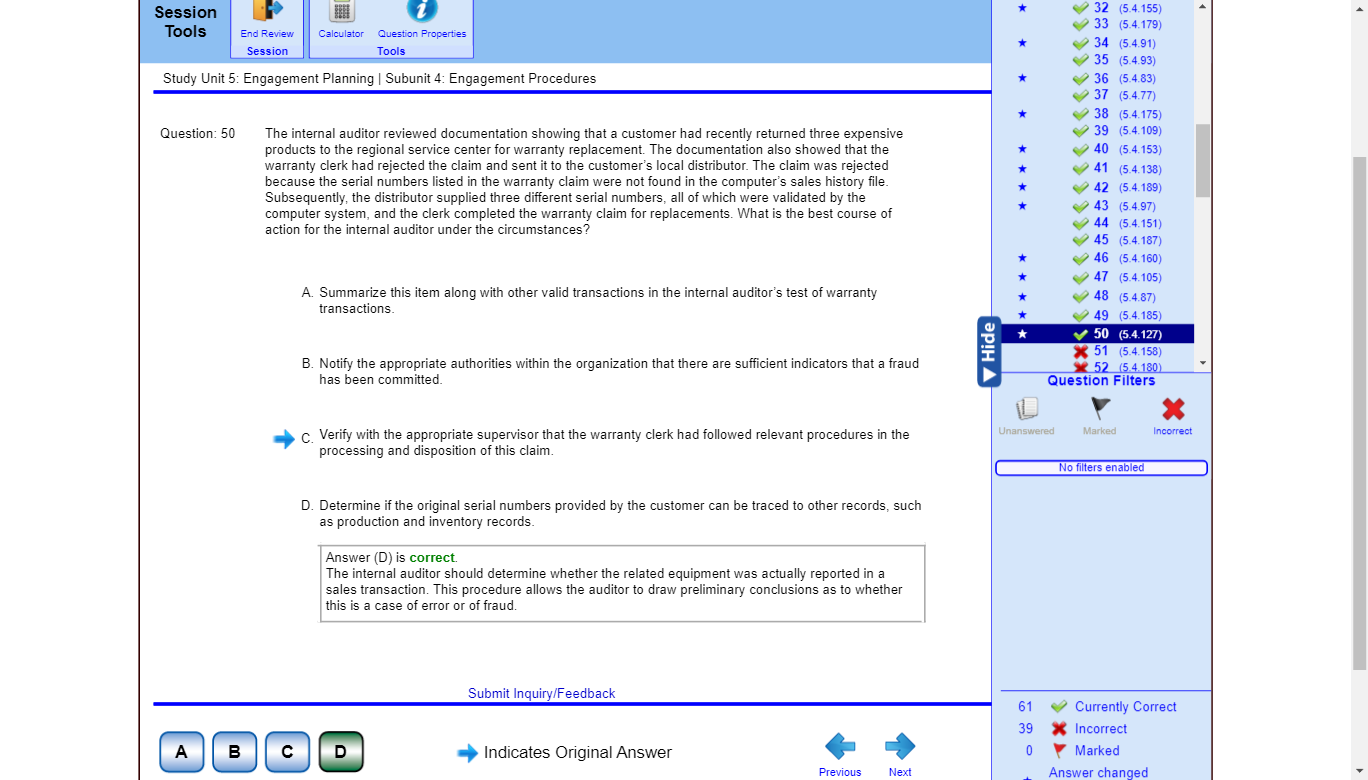 Session
Tools
End Review
Session
Calculator
Question Properties
Tools
Study Unit 5: Engagement Planning | Subunit 4: Engagement Procedures
Question: 50
The internal auditor reviewed documentation showing that a customer had recently returned three expensive
products to the regional service center for warranty replacement. The documentation also showed that the
warranty clerk had rejected the claim and sent it to the customer's local distributor. The claim was rejected
because the serial numbers listed in the warranty claim were not found in the computer's sales history file.
Subsequently, the distributor supplied three different serial numbers, all of which were validated by the
computer system, and the clerk completed the warranty claim for replacements. What is the best course of
action for the internal auditor under the circumstances?
A. Summarize this item along with other valid transactions in the internal auditor's test of warranty
transactions.
B. Notify the appropriate authorities within the organization that there are sufficient indicators that a fraud
has been committed.
C. Verify with the appropriate supervisor that the warranty clerk had followed relevant procedures in the
processing and disposition of this claim.
D. Determine if the original serial numbers provided by the customer can be traced to other records, such
as production and inventory records.
Answer (D) is correct.
The internal auditor should determine whether the related equipment was actually reported in a
sales transaction. This procedure allows the auditor to draw preliminary conclusions as to whether
this is a case of error or of fraud.
Submit Inquiry/Feedback
A B C D
Indicates Original Answer
Previous
Next
32 (5.4.155)
33 (5.4.179)
34 (5.4.91)
35 (5.4.93)
36 (5.4.83)
37 (5.4.77)
38 (5.4.175)
39 (5.4.109)
40 (5.4.153)
41 (5.4.138)
42 (5.4.189)
43 (5.4.97)
44 (5.4.151)
45 (5.4.187)
46 (5.4.160)
47 (5.4.105)
48 (5.4.87)
49 (5.4.185)
50 (5.4.127)
51 (5.4.158)
52 (5.4.180)
Hide
Question Filters
Unanswered
Marked
Incorrect
No filters enabled
61 Currently Correct
39 Incorrect
0 Marked
Answer changed